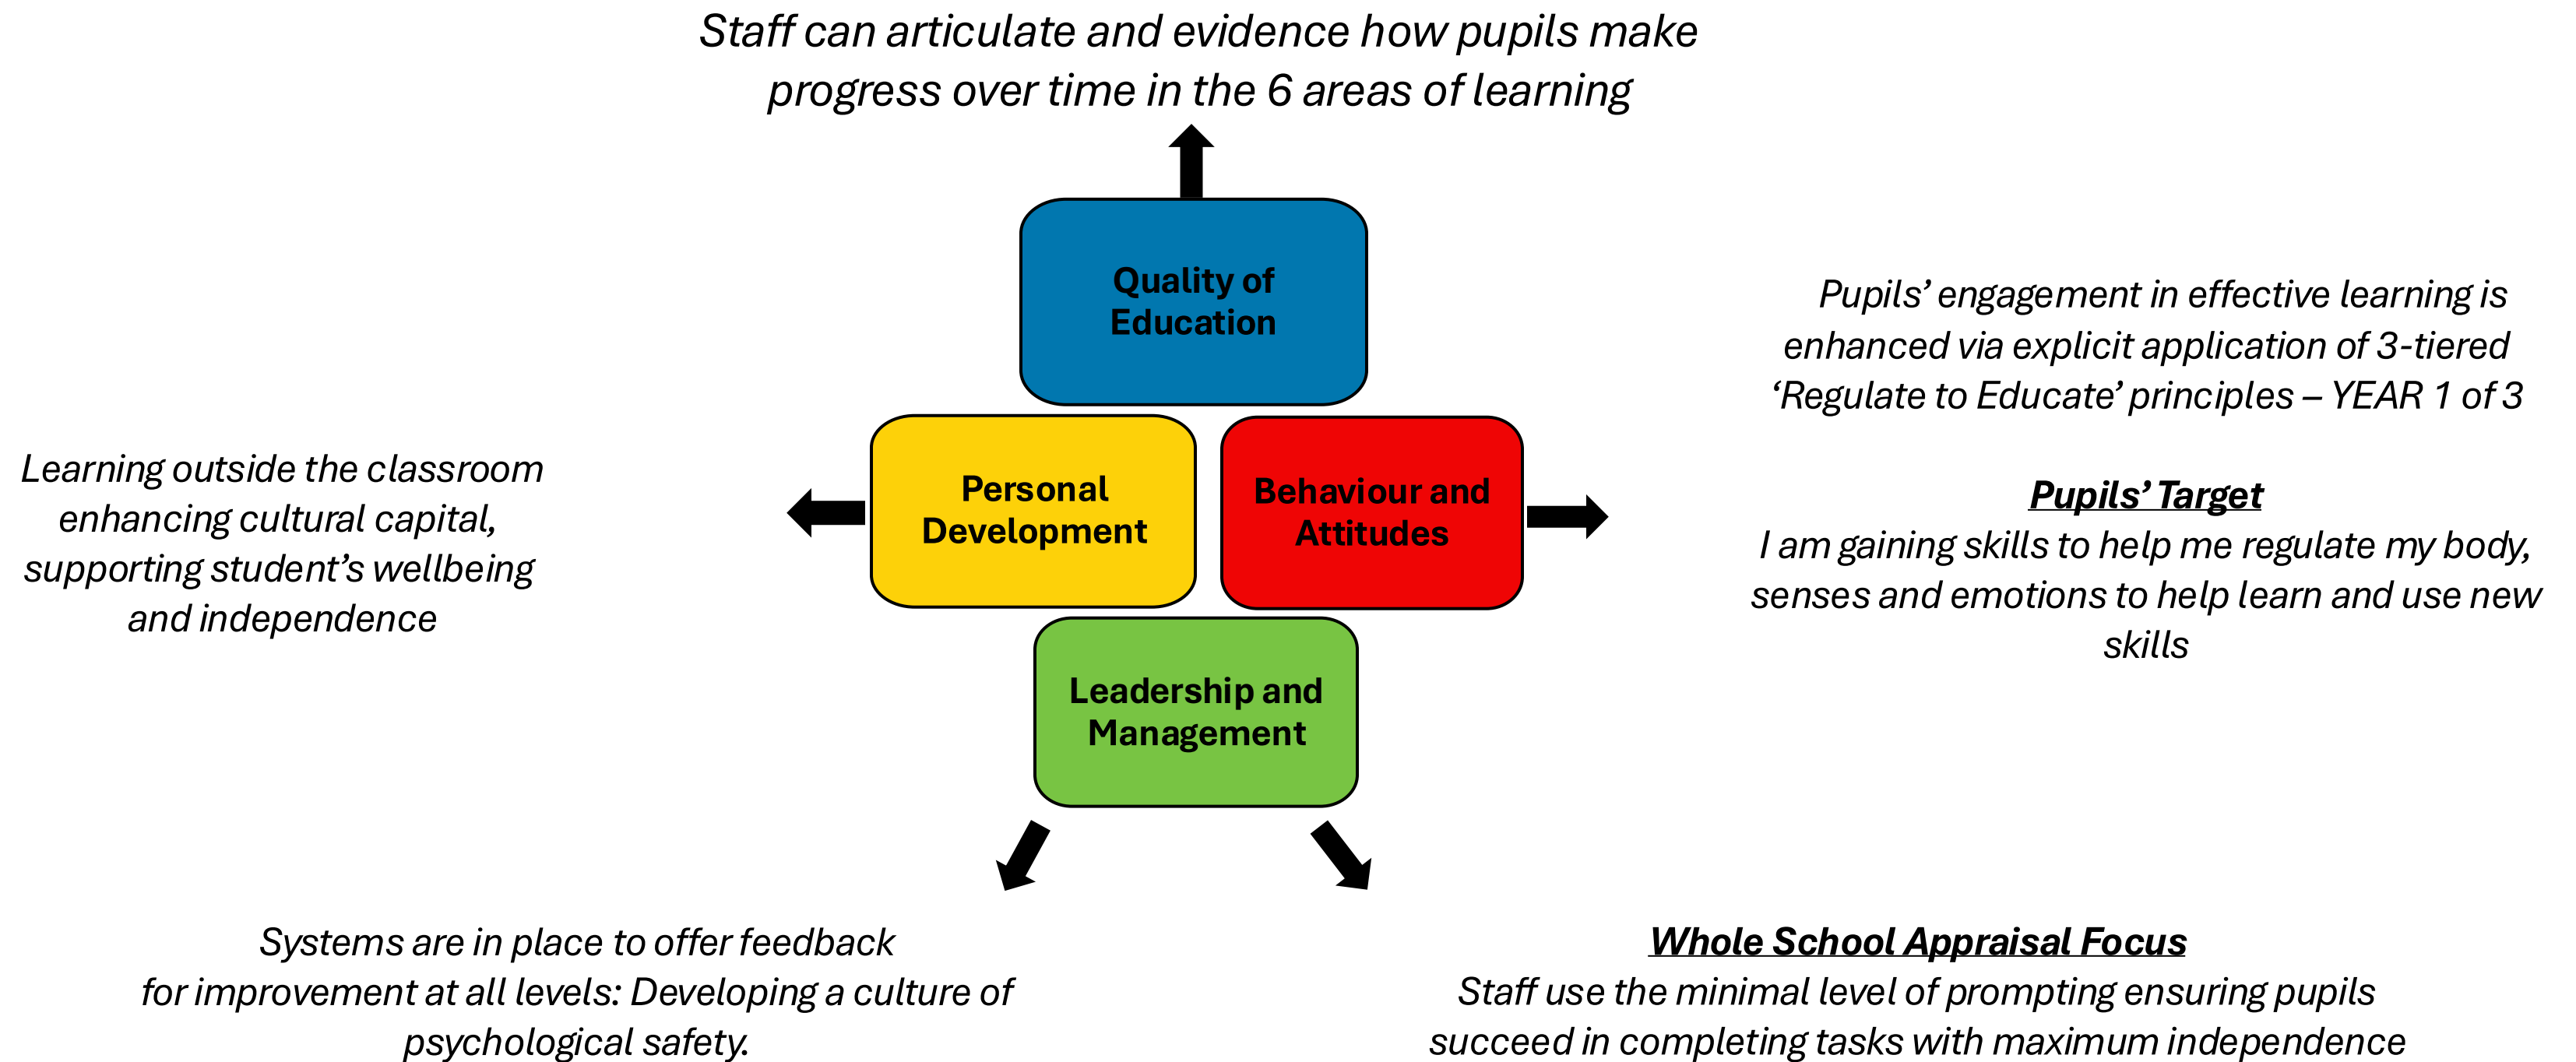 Staff can articulate and evidence how pupils make
progress over time in the 6 areas of learning
Quality of
Education
Pupils’ engagement in effective learning is
enhanced via explicit application of 3-tiered
‘Regulate to Educate’ principles – YEAR 1 of 3
Learning outside the classroom
enhancing cultural capital,
supporting student’s wellbeing
and independence
Personal
Development
Behaviour and
Attitudes
Pupils’ Target
I am gaining skills to help me regulate my body,
senses and emotions to help learn and use new
skills
Leadership and
Management
Systems are in place to offer feedback
for improvement at all levels: Developing a culture of
psychological safety.
Whole School Appraisal Focus
Staff use the minimal level of prompting ensuring pupils
succeed in completing tasks with maximum independence